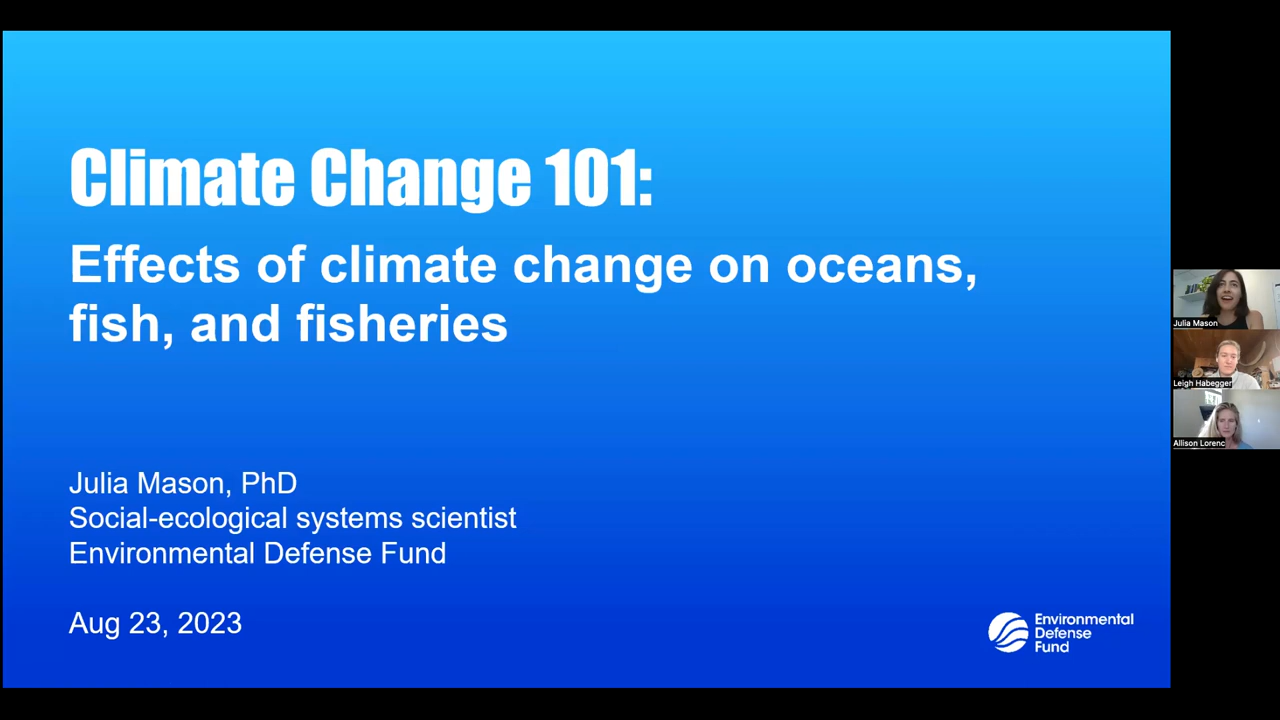 Climate Change 101:
Effects of climate change on oceans,
fish, and fisheries
Julia Mason, PhD
Social-ecological systems scientist
Environmental Defense Fund
Aug 23, 2023
Environmental
Defense
Fund
Julia Mason
Leigh Habegger
Allison Lorenc